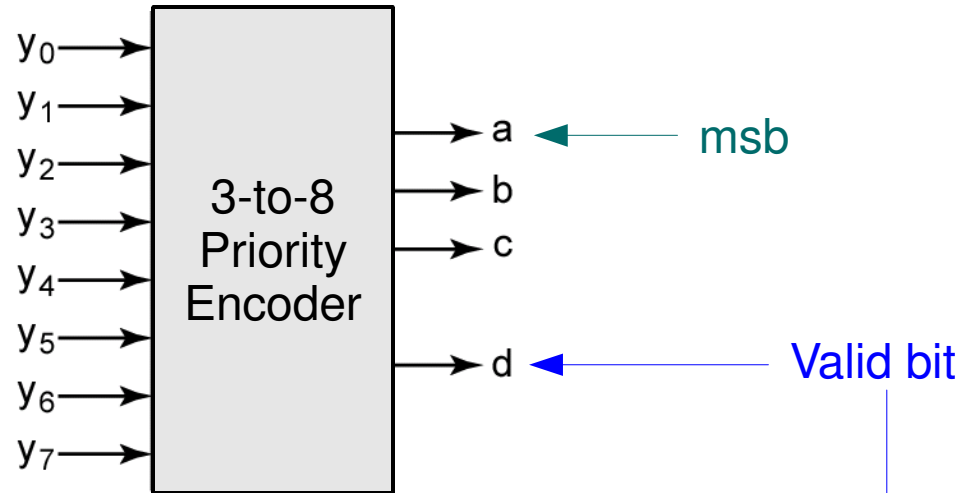 y0
y1
y2
y3
y4
y5
y6
y7
3-to-8
Priority
Encoder
a
msb
b
c
d
Valid bit